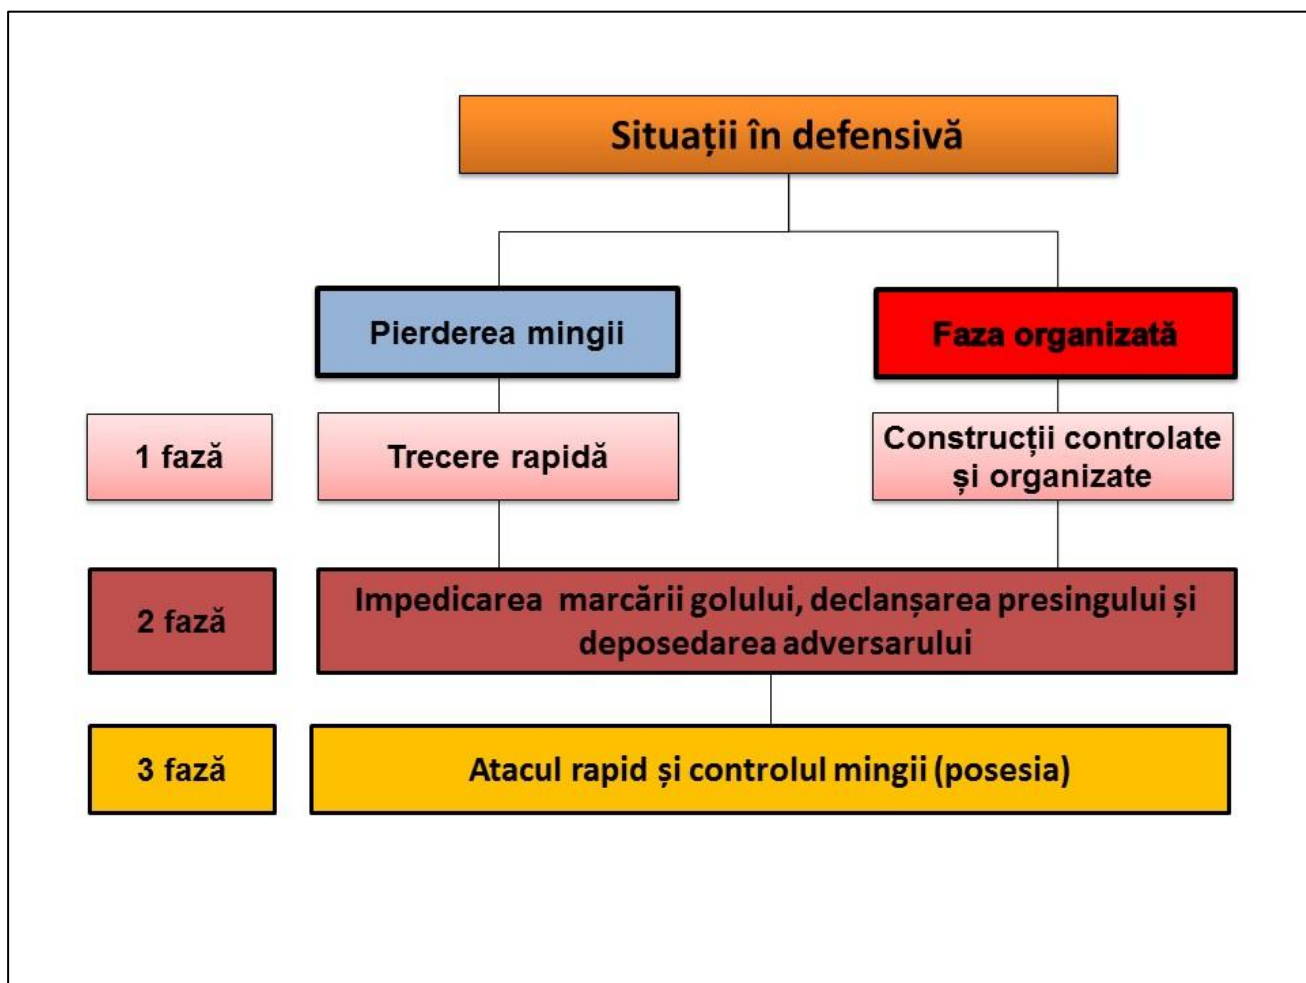 Situații în defensivă
Pierderea mingii
Faza organizată
1 fază
Trecere rapidă
Construcții controlate
și organizate
2 fază
Impedicarea marcării golului, declanșarea presingului și
deposedarea adversarului
3 fază
Atacul rapid și controlul mingii (posesia)